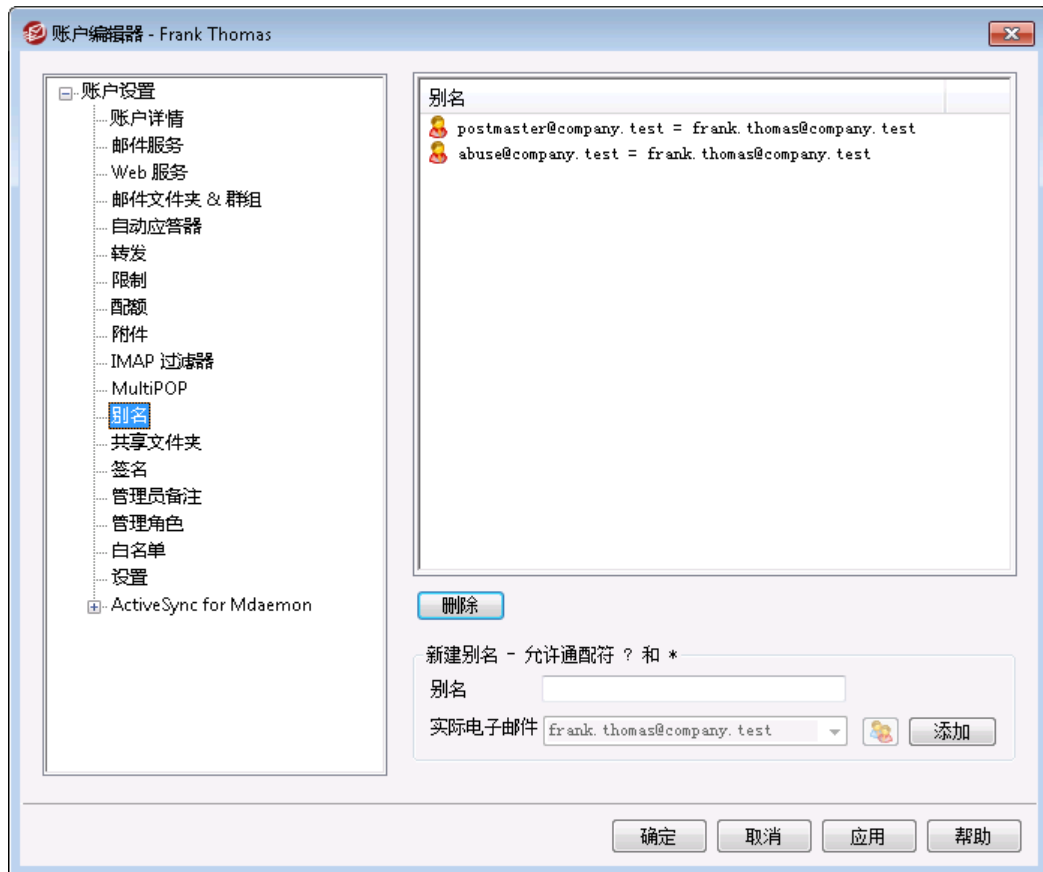 账户编辑器 - Frank Thomas
账户设置
账户详情
邮件服务
Web 服务
邮件文件夹 & 群组
自动应答器
转发
限制
配额
附件
IMAP 过滤器
MultiPOP
别名
共享文件夹
签名
管理员备注
管理角色
白名单
设置
ActiveSync for Mdaemon
别名
postmaster@company.test = frank.thomas@company.test
abuse@company.test = frank.thomas@company.test
删除
新建别名 - 允许通配符 ? 和 *
别名
实际电子邮件 frank.thomas@company.test 添加
确定 取消 应用 帮助